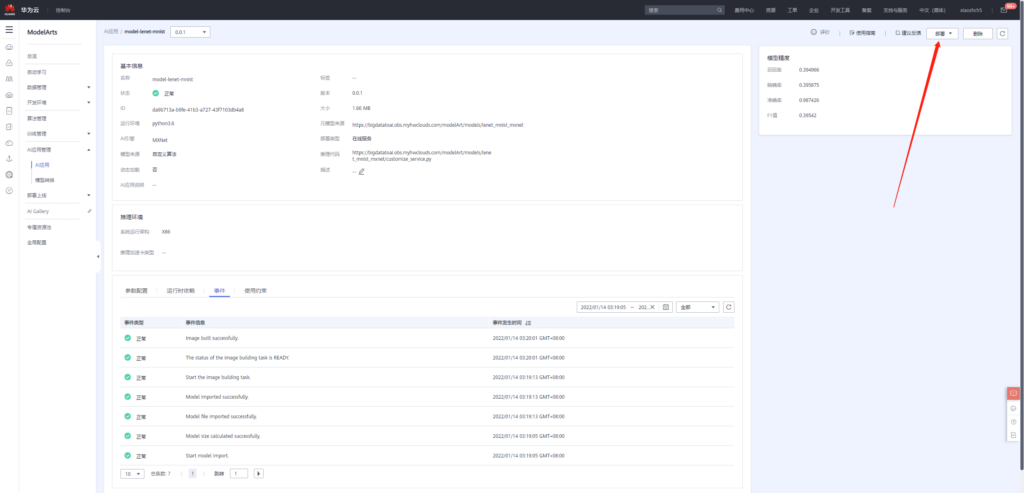 HUAWEI
华为云
控制台
搜索
备案中心 资源 工单 企业 开发工具 备案 支持与服务 中文（简体） xiaozhch5
99+
ModelArts
总览
自动学习
数据管理
开发环境
算法管理
训练管理
AI应用管理
AI应用
模型转换
部署上线
AI Gallery
专属资源池
全局配置
AI应用 / model-lenet-mnist
0.0.1
评价
使用指南
建议反馈
部署
删除
基本信息
名称 model-lenet-mnist 标签 --
状态 正常 版本 0.0.1
ID 大小 1.66 MB
运行环境 python3.6 元模型来源 https://bigdatatoai.obs.myhwclouds.com/modelArt/models/lenet_mnist_mxnet/
AI引擎 MXNet 部署类型 在线服务
模型来源 自定义算法 推理代码 https://bigdatatoai.obs.myhwclouds.com/modelArt/models/lene
t_mnist_mxnet/customize_service.py
动态加载 否 描述 --
AI应用说明 --
模型精度
召回率 0.394966
精确率 0.395875
准确率 0.987426
F1值 0.39542
推理环境
系统运行架构 X86
推理加速卡类型 --
参数配置 运行时依赖 事件 使用约束
2022/01/14 03:19:05 ~ 202...
全部
事件类型 事件信息 事件发生时间
正常 Image built successfully. 2022/01/14 03:20:01 GMT+08:00
正常 The status of the image building task is READY. 2022/01/14 03:20:01 GMT+08:00
正常 Start the image building task. 2022/01/14 03:19:13 GMT+08:00
正常 Model imported successfully. 2022/01/14 03:19:13 GMT+08:00
正常 Model file imported successfully. 2022/01/14 03:19:13 GMT+08:00
正常 Model size calculated successfully. 2022/01/14 03:19:05 GMT+08:00
正常 Start model import. 2022/01/14 03:19:05 GMT+08:00
10 总条数: 7 1 跳转 1